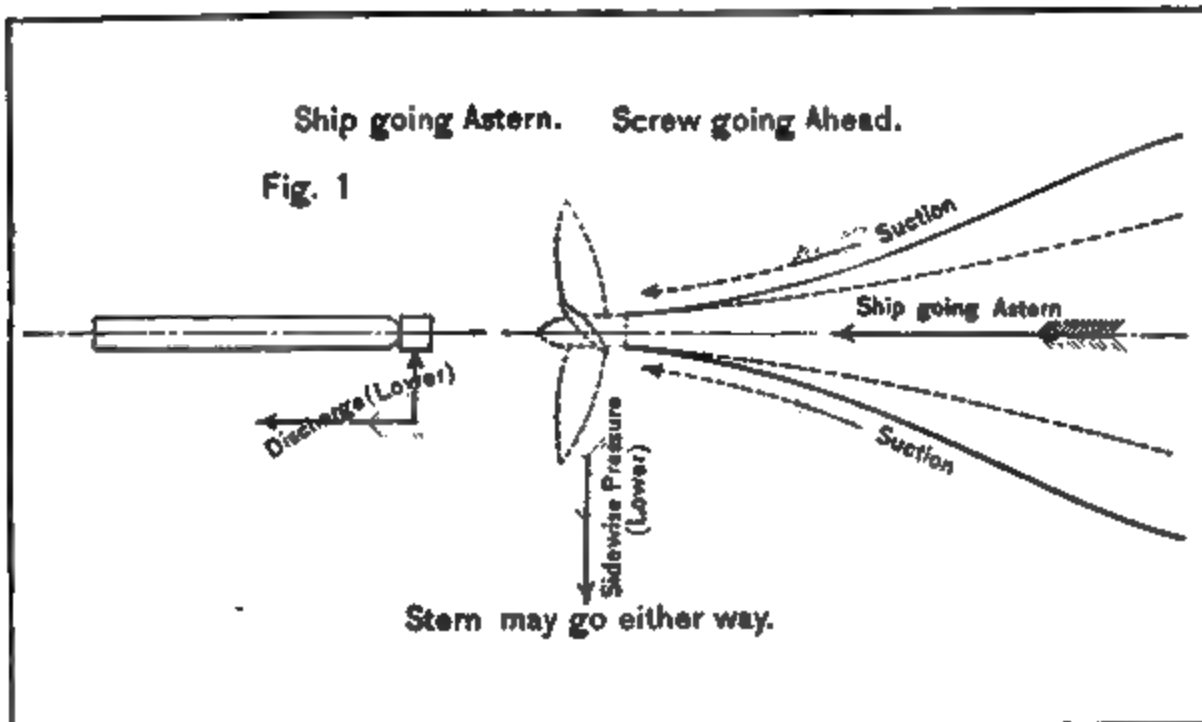 Ship going Astern. Screw going Ahead.
Fig. 1
Suction
Ship going Astern
Discharge(Lower)
Suction
Sidewise Pressure
(Lower)
Stern may go either way.